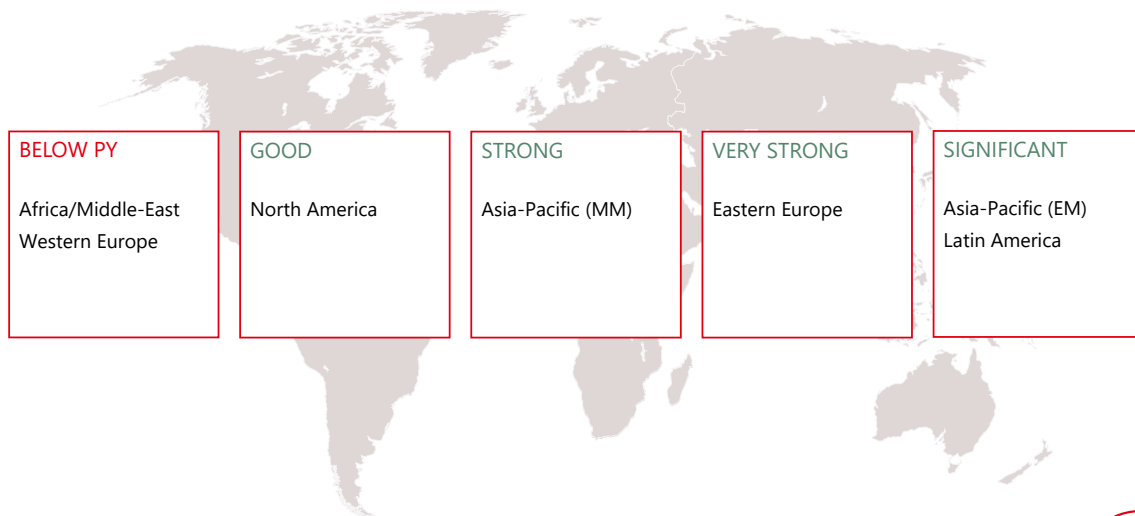 BELOW PY
Africa/Middle-East
Western Europe
GOOD
North America
STRONG
Asia-Pacific (MM)
VERY STRONG
Eastern Europe
SIGNIFICANT
Asia-Pacific (EM)
Latin America